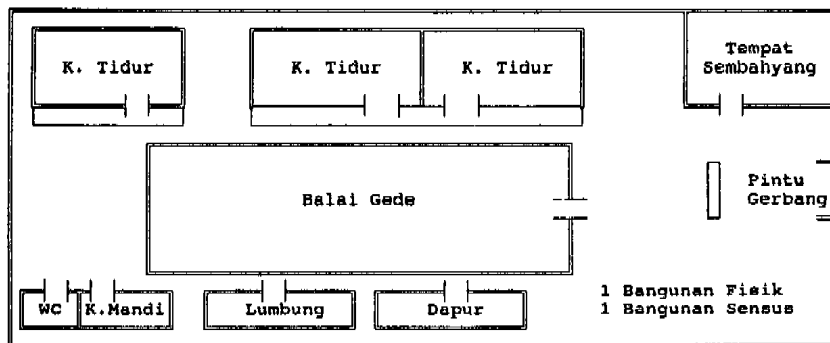 K. Tidur
K. Tidur
K. Tidur
Tempat
Sembahyang
Balai Gede
Pintu
Gerbang
WC
K.Mandi
Lumbung
Dapur
1 Bangunan Fisik
1 Bangunan Sensus